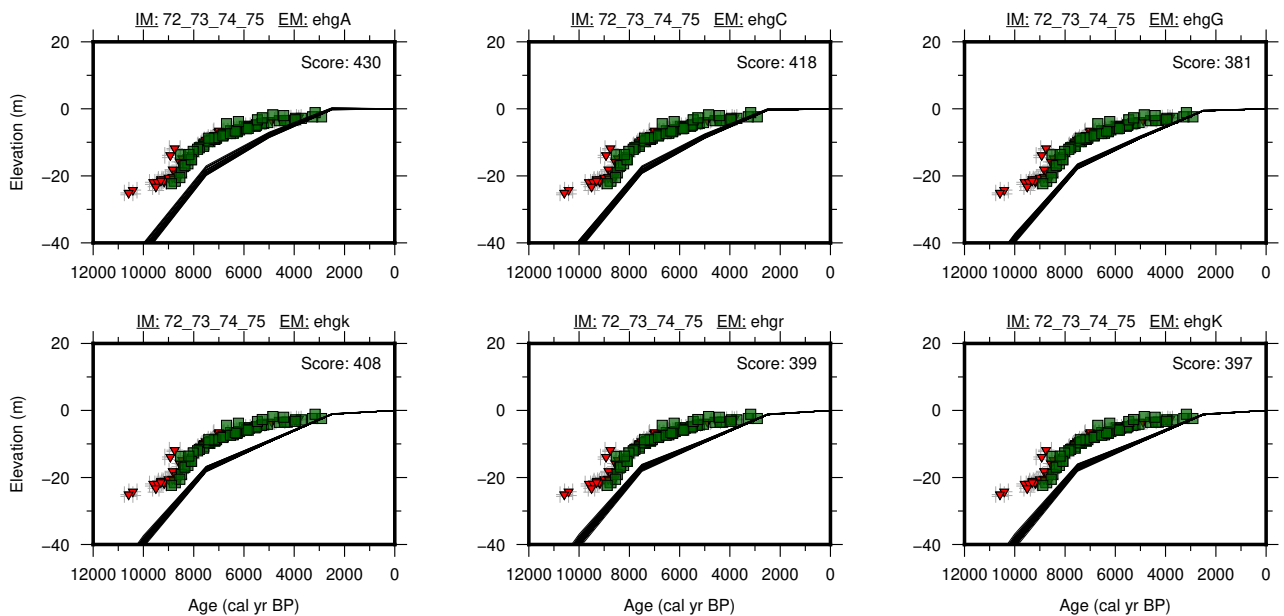 IM: 72_73_74_75 EM: ehgA
IM: 72_73_74_75 EM: ehgC
IM: 72_73_74_75 EM: ehgG
20
0
−20
−40
Elevation (m)
Score: 430
12000 10000 8000 6000 4000 2000 0
20
0
−20
−40
Score: 418
12000 10000 8000 6000 4000 2000 0
20
0
−20
−40
Score: 381
12000 10000 8000 6000 4000 2000 0
IM: 72_73_74_75 EM: ehgk
IM: 72_73_74_75 EM: ehgr
IM: 72_73_74_75 EM: ehgK
20
0
−20
−40
Elevation (m)
Score: 408
12000 10000 8000 6000 4000 2000 0
Age (cal yr BP)
20
0
−20
−40
Score: 399
12000 10000 8000 6000 4000 2000 0
Age (cal yr BP)
20
0
−20
−40
Score: 397
12000 10000 8000 6000 4000 2000 0
Age (cal yr BP)